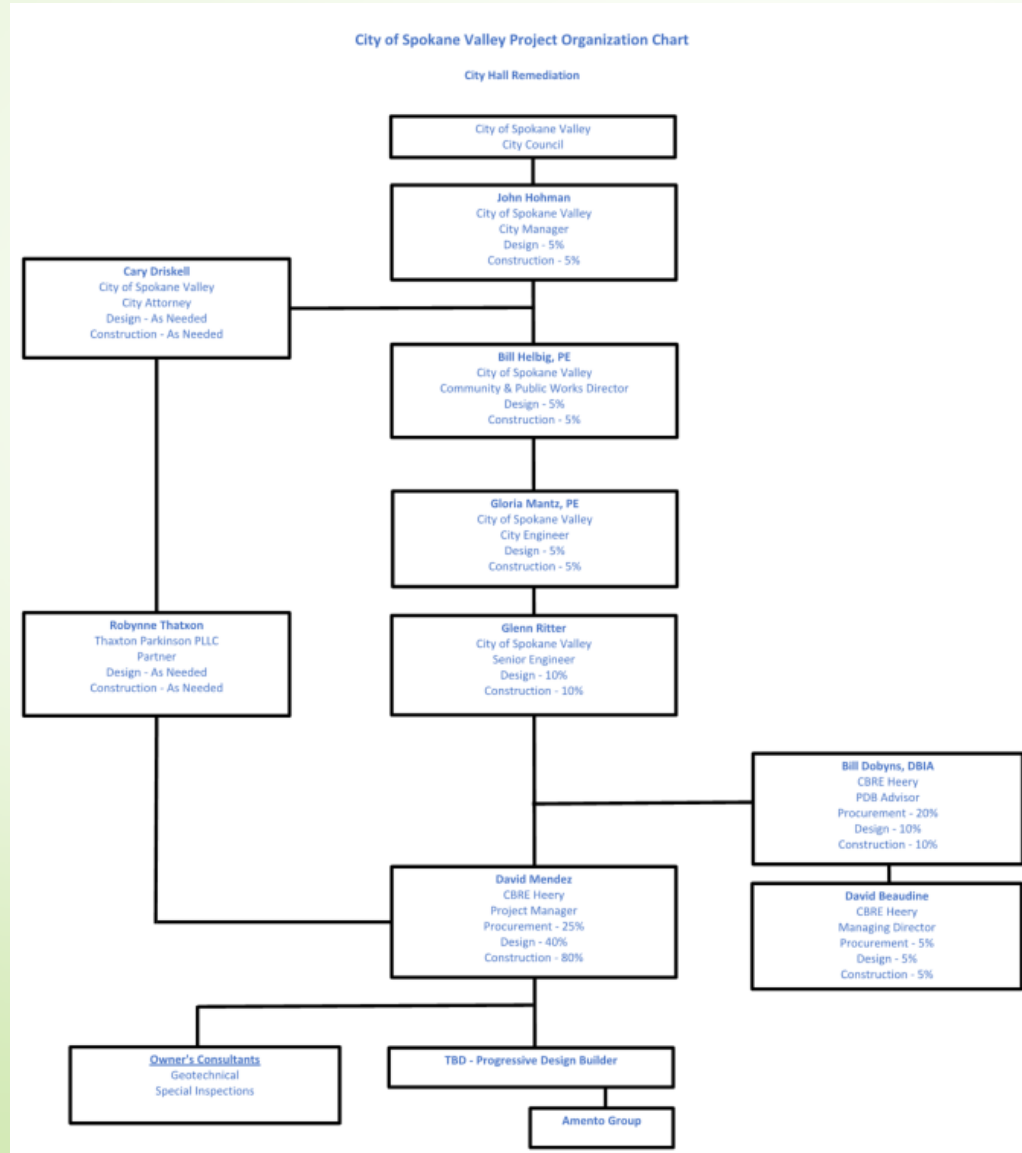 City of Spokane Valley Project Organization Chart
City Hall Remediation
City of Spokane Valley
City Council
John Hohman
City of Spokane Valley
City Manager
Design - 5%
Construction - 5%
Cary Driskell
City of Spokane Valley
City Attorney
Design - As Needed
Construction - As Needed
Bill Helbig, PE
City of Spokane Valley
Community & Public Works Director
Design - 5%
Construction - 5%
Gloria Mantz, PE
City of Spokane Valley
City Engineer
Design - 5%
Construction - 5%
Robynne Thatxon
Thaxton Parkinson PLLC
Partner
Design - As Needed
Construction - As Needed
Glenn Ritter
City of Spokane Valley
Senior Engineer
Design - 10%
Construction - 10%
Bill Dobyns, DBIA
CBRE Heery
PDB Advisor
Procurement - 20%
Design - 10%
Construction - 10%
David Mendez
CBRE Heery
Project Manager
Procurement - 25%
Design - 40%
Construction - 80%
David Beaudine
CBRE Heery
Managing Director
Procurement - 5%
Design - 5%
Construction - 5%
Owner's Consultants
Geotechnical
Special Inspections
TBD - Progressive Design Builder
Amento Group